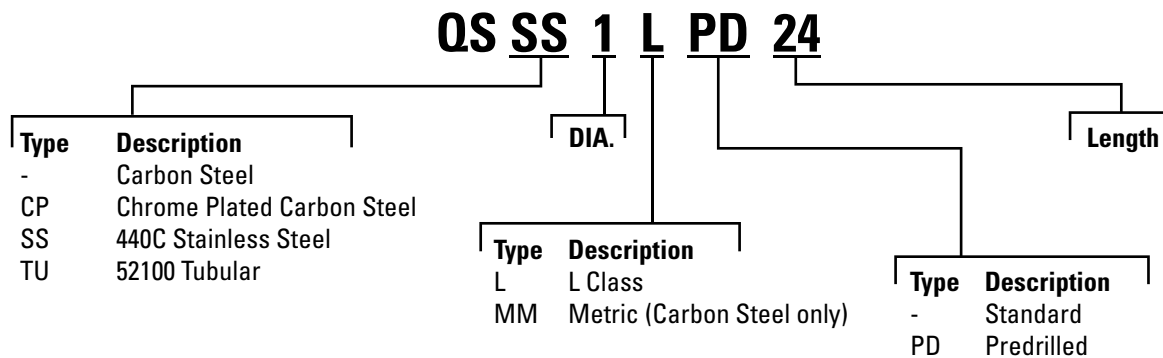 QS SS 1 L PD 24
Type Description
- Carbon Steel
CP Chrome Plated Carbon Steel
SS 440C Stainless Steel
TU 52100 Tubular
DIA.
Type Description
L L Class
MM Metric (Carbon Steel only)
Type Description
- Standard
PD Predrilled
Length